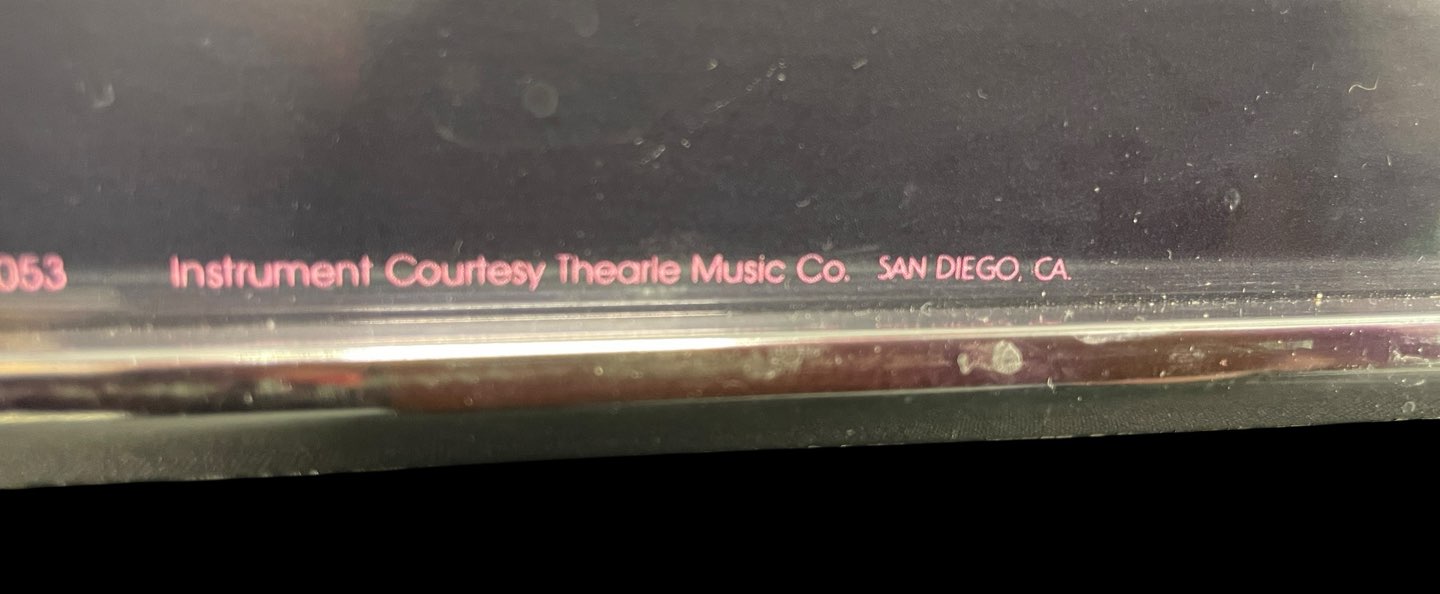 053 Instrument Courtesy Thearle Music Co. SAN DIEGO, CA.